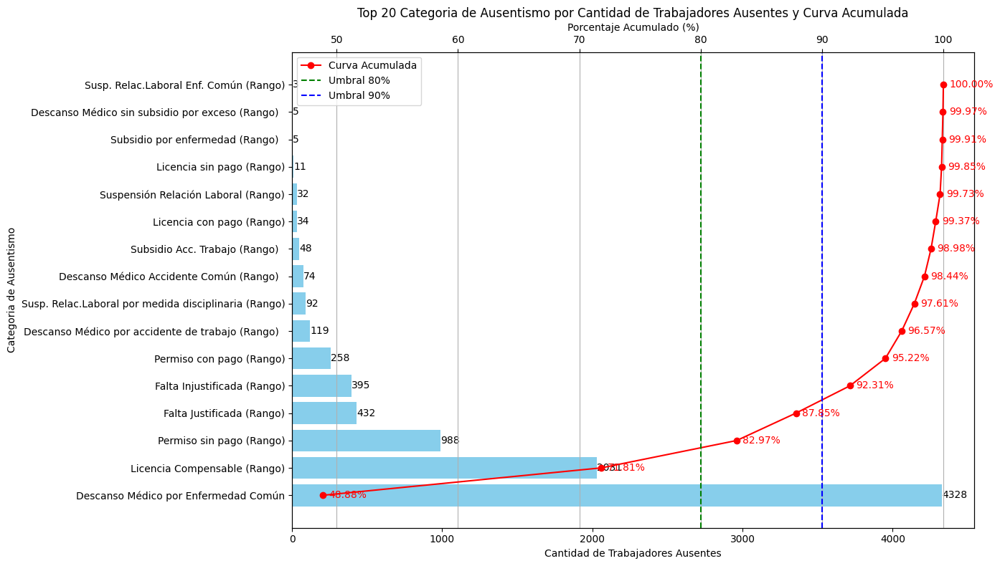 Top 20 Categoria de Ausentismo por Cantidad de Trabajadores Ausentes y Curva Acumulada
Porcentaje Acumulado (%)
50 60 70 80 90 100
Curva Acumulada
Umbral 80%
Umbral 90%
Categoria de Ausentismo
Susp. Relac.Laboral Enf. Común (Rango) 3 100.00%
Descanso Médico sin subsidio por exceso (Rango) 5 99.97%
Subsidio por enfermedad (Rango) 5 99.91%
Licencia sin pago (Rango) 11 99.85%
Suspensión Relación Laboral (Rango) 32 99.73%
Licencia con pago (Rango) 34 99.37%
Subsidio Acc. Trabajo (Rango) 48 98.98%
Descanso Médico Accidente Común (Rango) 74 98.44%
Susp. Relac.Laboral por medida disciplinaria (Rango) 92 97.61%
Descanso Médico por accidente de trabajo (Rango) 119 96.57%
Permiso con pago (Rango) 258 95.22%
Falta Injustificada (Rango) 395 92.31%
Falta Justificada (Rango) 432 87.85%
Permiso sin pago (Rango) 988 82.97%
Licencia Compensable (Rango) 2031 71.81%
Descanso Médico por Enfermedad Común 48.88% 4328
0 1000 2000 3000 4000
Cantidad de Trabajadores Ausentes